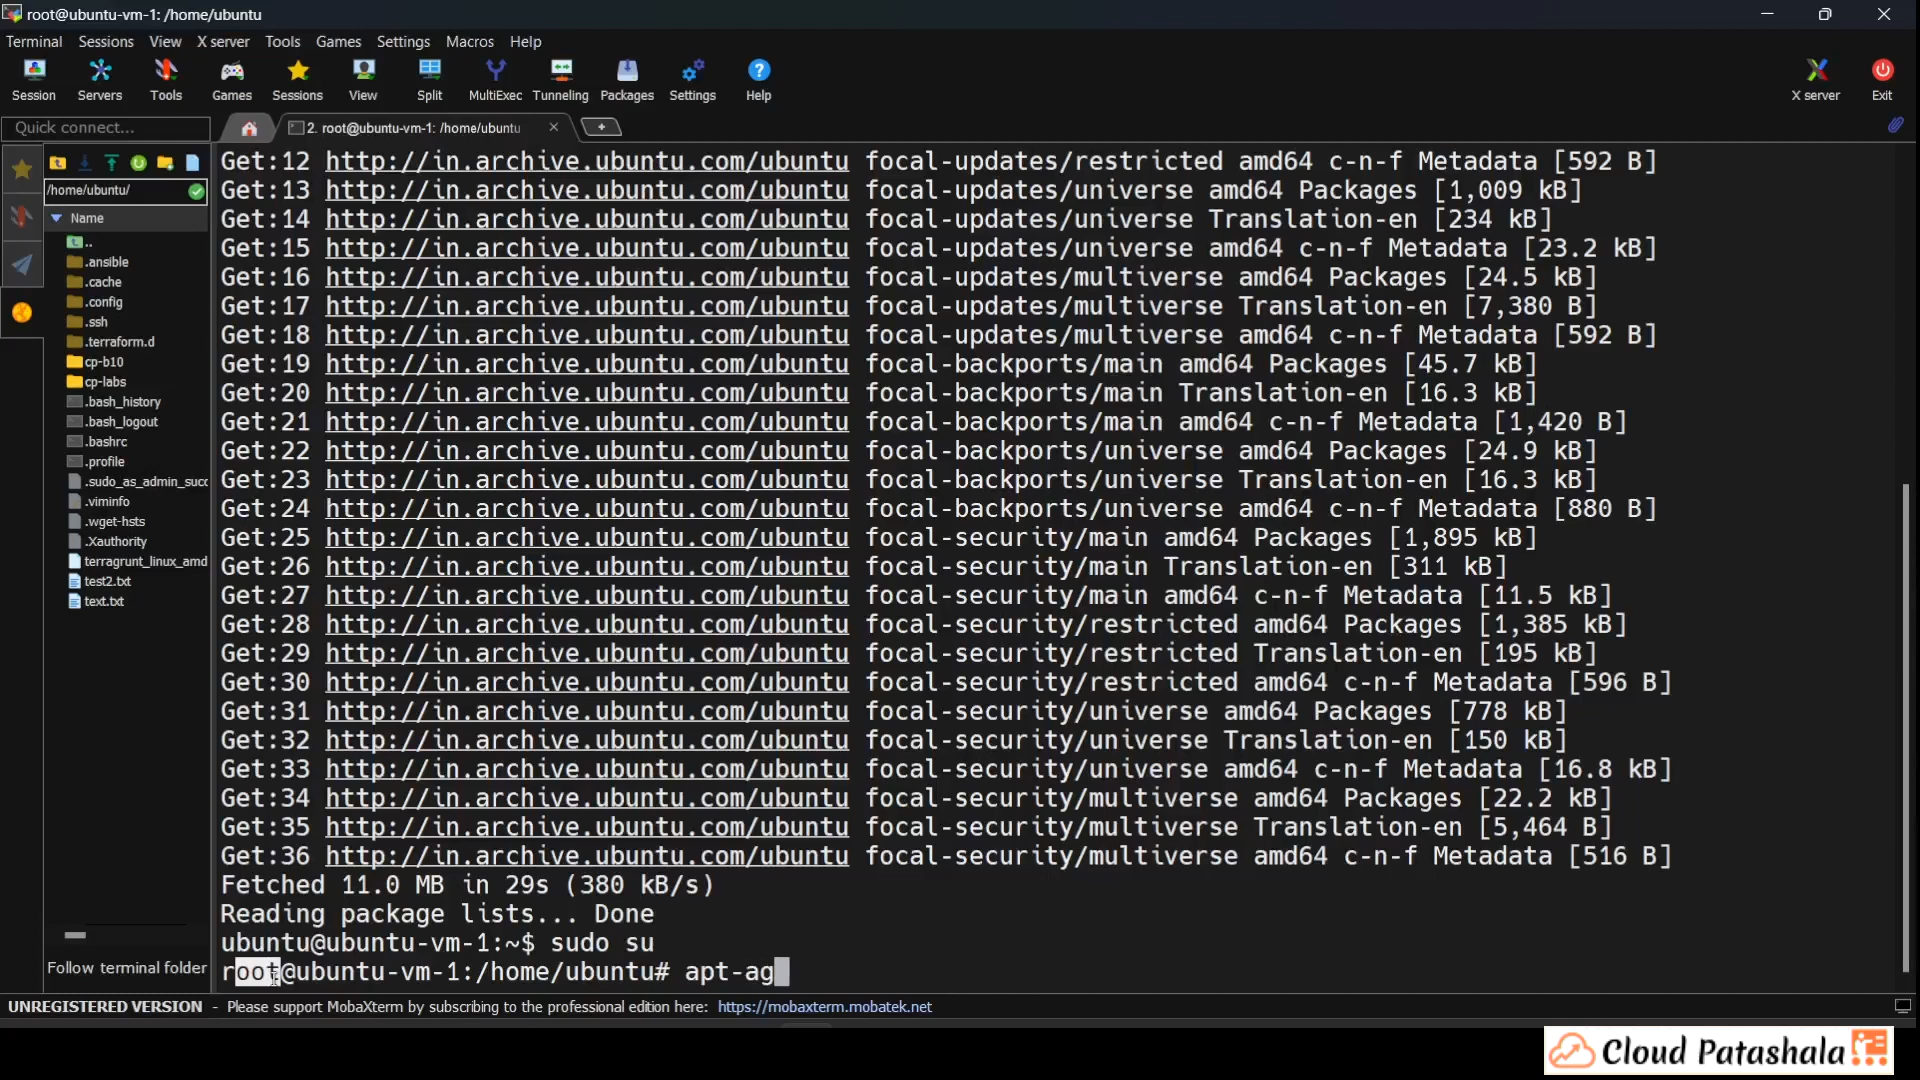 root@ubuntu-vm-1: /home/ubuntu
Terminal Sessions View X server Tools Games Settings Macros Help
Session Servers Tools Games Sessions View Split MultiExec Tunneling Packages Settings Help X server Exit
Quick connect... 2. root@ubuntu-vm-1: /home/ubuntu
/home/ubuntu/
Name
..
.ansible
.cache
.config
.ssh
.terraform.d
cp-b10
cp-labs
.bash_history
.bash_logout
.bashrc
.profile
.sudo_as_admin_succ
.viminfo
.wget-hsts
.Xauthority
terragrunt_linux_amd
test2.txt
text.txt
Follow terminal folder
Get:12 http://in.archive.ubuntu.com/ubuntu focal-updates/restricted amd64 c-n-f Metadata [592 B]
Get:13 http://in.archive.ubuntu.com/ubuntu focal-updates/universe amd64 Packages [1,009 kB]
Get:14 http://in.archive.ubuntu.com/ubuntu focal-updates/universe Translation-en [234 kB]
Get:15 http://in.archive.ubuntu.com/ubuntu focal-updates/universe amd64 c-n-f Metadata [23.2 kB]
Get:16 http://in.archive.ubuntu.com/ubuntu focal-updates/multiverse amd64 Packages [24.5 kB]
Get:17 http://in.archive.ubuntu.com/ubuntu focal-updates/multiverse Translation-en [7,380 B]
Get:18 http://in.archive.ubuntu.com/ubuntu focal-updates/multiverse amd64 c-n-f Metadata [592 B]
Get:19 http://in.archive.ubuntu.com/ubuntu focal-backports/main amd64 Packages [45.7 kB]
Get:20 http://in.archive.ubuntu.com/ubuntu focal-backports/main Translation-en [16.3 kB]
Get:21 http://in.archive.ubuntu.com/ubuntu focal-backports/main amd64 c-n-f Metadata [1,420 B]
Get:22 http://in.archive.ubuntu.com/ubuntu focal-backports/universe amd64 Packages [24.9 kB]
Get:23 http://in.archive.ubuntu.com/ubuntu focal-backports/universe Translation-en [16.3 kB]
Get:24 http://in.archive.ubuntu.com/ubuntu focal-backports/universe amd64 c-n-f Metadata [880 B]
Get:25 http://in.archive.ubuntu.com/ubuntu focal-security/main amd64 Packages [1,895 kB]
Get:26 http://in.archive.ubuntu.com/ubuntu focal-security/main Translation-en [311 kB]
Get:27 http://in.archive.ubuntu.com/ubuntu focal-security/main amd64 c-n-f Metadata [11.5 kB]
Get:28 http://in.archive.ubuntu.com/ubuntu focal-security/restricted amd64 Packages [1,385 kB]
Get:29 http://in.archive.ubuntu.com/ubuntu focal-security/restricted Translation-en [195 kB]
Get:30 http://in.archive.ubuntu.com/ubuntu focal-security/restricted amd64 c-n-f Metadata [596 B]
Get:31 http://in.archive.ubuntu.com/ubuntu focal-security/universe amd64 Packages [778 kB]
Get:32 http://in.archive.ubuntu.com/ubuntu focal-security/universe Translation-en [150 kB]
Get:33 http://in.archive.ubuntu.com/ubuntu focal-security/universe amd64 c-n-f Metadata [16.8 kB]
Get:34 http://in.archive.ubuntu.com/ubuntu focal-security/multiverse amd64 Packages [22.2 kB]
Get:35 http://in.archive.ubuntu.com/ubuntu focal-security/multiverse Translation-en [5,464 B]
Get:36 http://in.archive.ubuntu.com/ubuntu focal-security/multiverse amd64 c-n-f Metadata [516 B]
Fetched 11.0 MB in 29s (380 kB/s)
Reading package lists... Done
ubuntu@ubuntu-vm-1:~$ sudo su
root@ubuntu-vm-1:/home/ubuntu# apt-ag
UNREGISTERED VERSION - Please support MobaXterm by subscribing to the professional edition here: https://mobaxterm.mobatek.net
Cloud Patashala